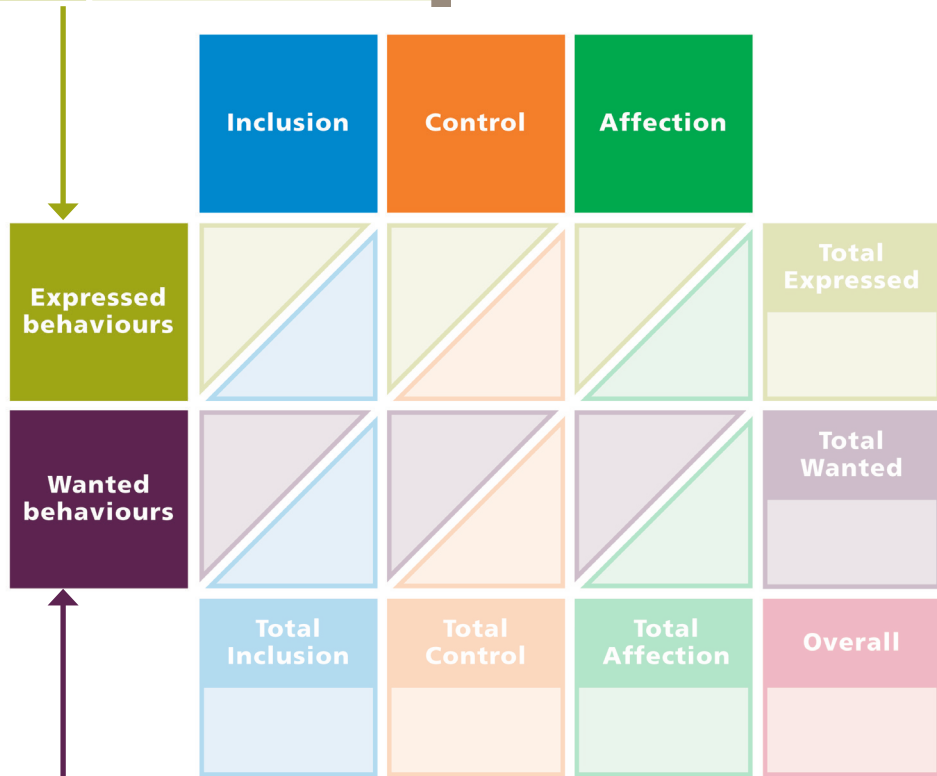 Inclusion
Control
Affection
Expressed
behaviours
Total
Expressed
Wanted
behaviours
Total
Wanted
Total
Inclusion
Total
Control
Total
Affection
Overall